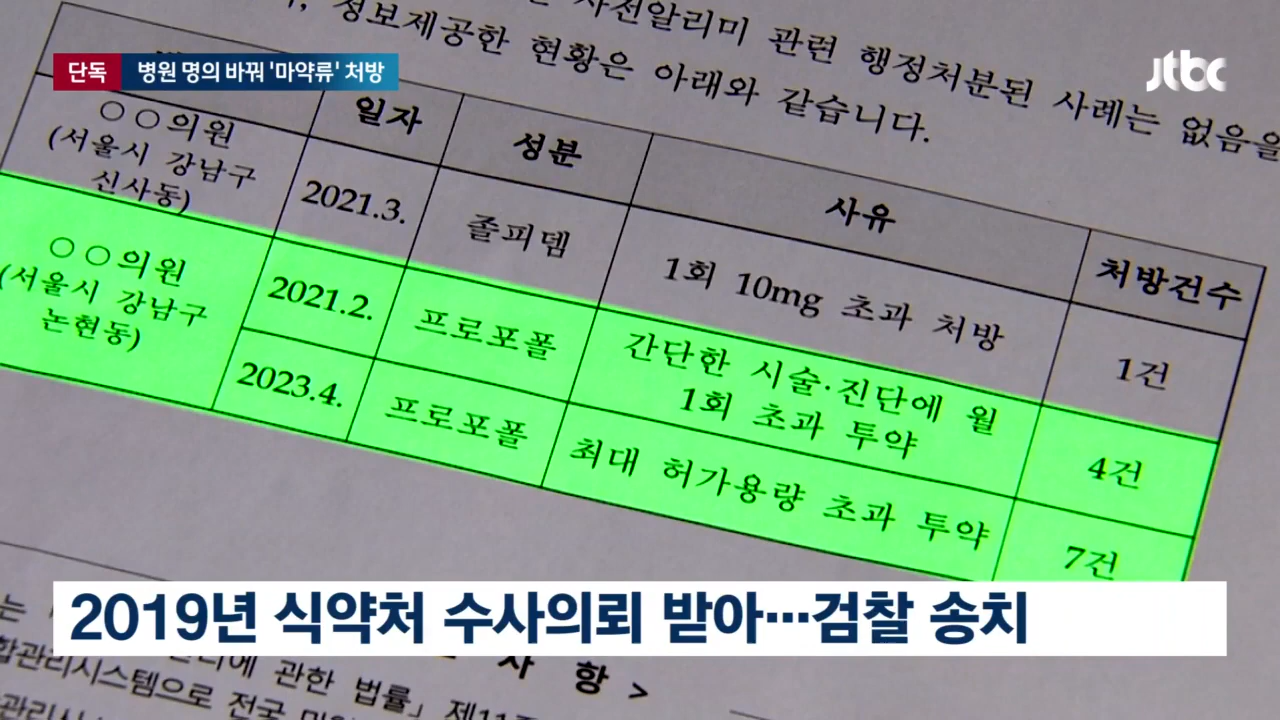 단독 병원 명의 바꿔 '마약류' 처방
jtbc
사전알리미 관련 행정처분된 사례는 없음을
정보제공한 현황은 아래와 같습니다.
일자 성분 사유 처방건수
○○의원
(서울시 강남구
신사동)
2021.3. 졸피뎀 1회 10mg 초과 처방 1건
○○의원
(서울시 강남구
논현동)
2021.2. 프로포폴 간단한 시술·진단에 월
1회 초과 투약 4건
2023.4. 프로포폴 최대 허가용량 초과 투약 7건
2019년 식약처 수사의뢰 받아…검찰 송치
사 항 >
에 관한 법률」 제11조
합관리시스템으로 전국